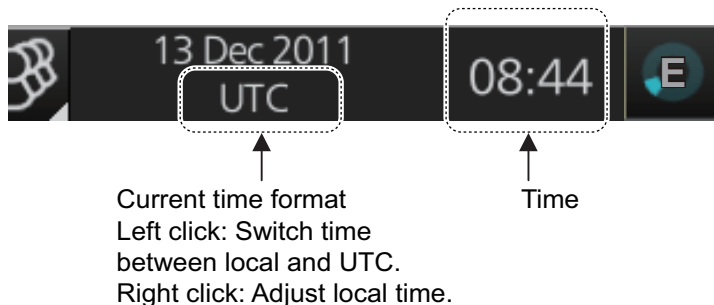 13 Dec 2011
UTC
08:44
E
Current time format
Left click: Switch time
between local and UTC.
Right click: Adjust local time.
Time